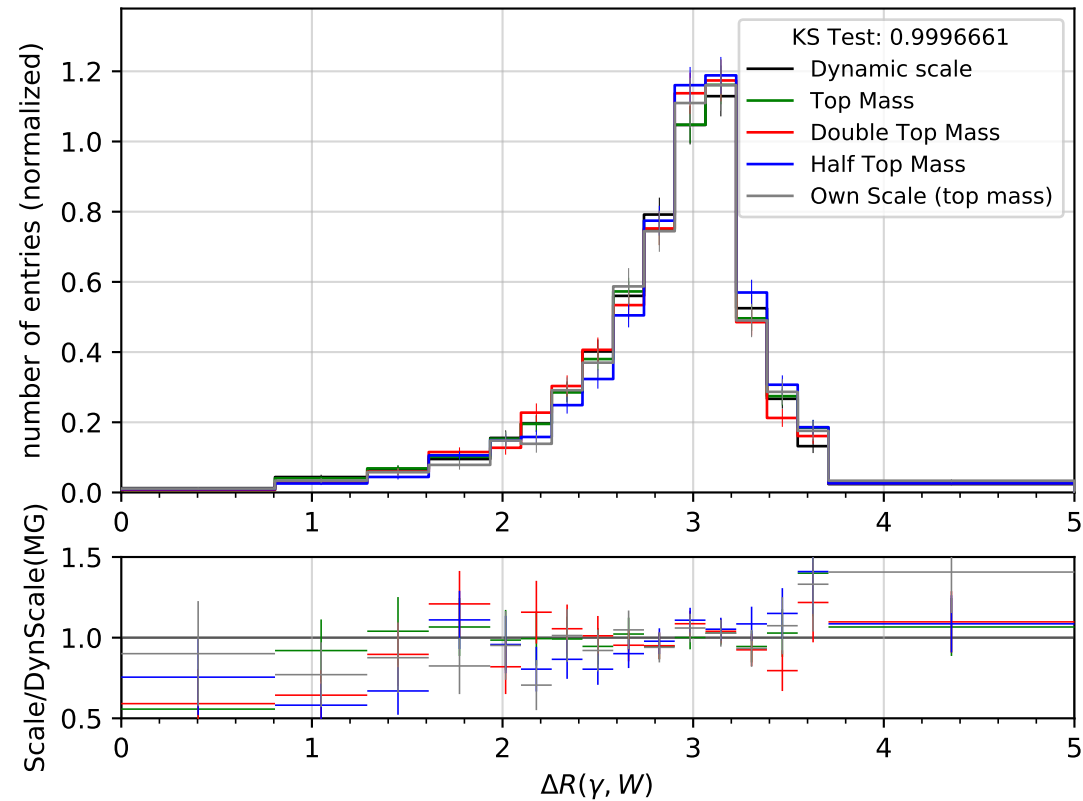 number of entries (normalized)
1.2
1.0
0.8
0.6
0.4
0.2
0.0
KS Test: 0.9996661
Dynamic scale
Top Mass
Double Top Mass
Half Top Mass
Own Scale (top mass)
0 1 2 3 4 5
Scale/DynScale(MG)
1.5
1.0
0.5
0 1 2 3 4 5
ΔR(γ, W)